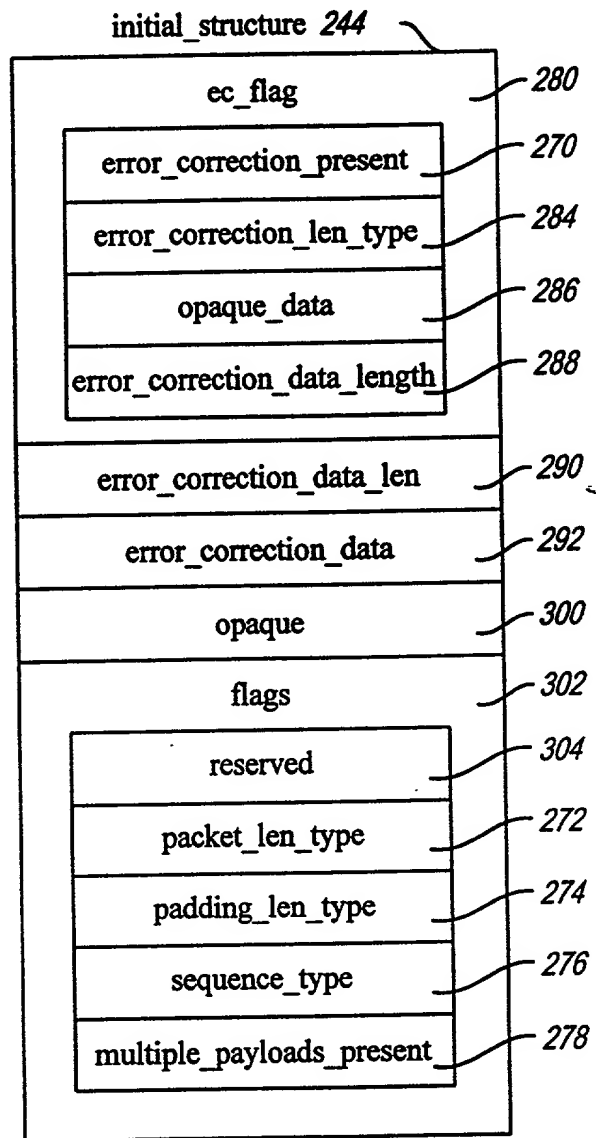 initial_structure 244
ec_flag 280
error_correction_present 270
error_correction_len_type 284
opaque_data 286
error_correction_data_length 288
error_correction_data_len 290
error_correction_data 292
opaque 300
flags 302
reserved 304
packet_len_type 272
padding_len_type 274
sequence_type 276
multiple_payloads_present 278